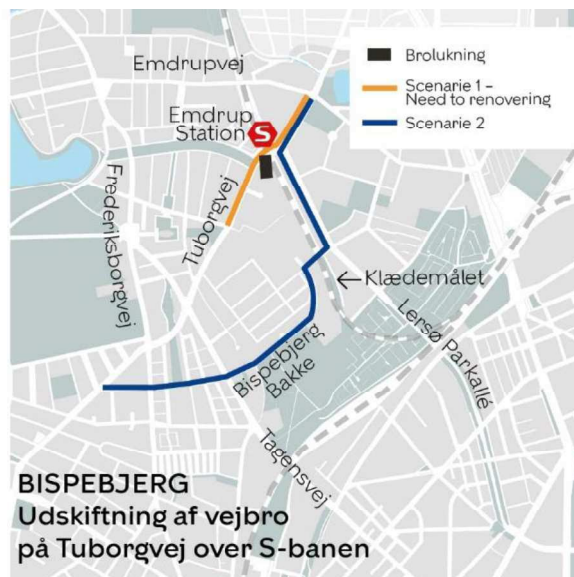 Emdrupvej
Brolukning
Scenarie 1 –
Need to renovering
Scenarie 2
Emdrup
Station
S
Frederiksborgvej
Tuborgvej
Klædemålet
Lersø Parkallé
Bispebjerg
Bakke
Tagensvej
BISPEBJERG
Udskiftning af vejbro
på Tuborgvej over S-banen